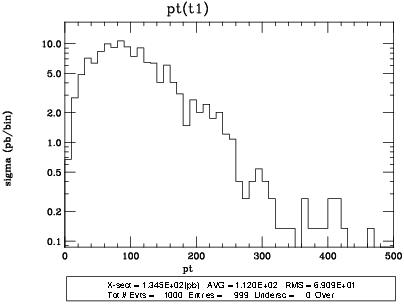 pt(t1)
10.0
5.0
2.0
1.0
0.5
0.2
0.1
sigma (pb/bin)
0 100 200 300 400 500
pt
X-sect = 1.345E+02(pb) AVG = 1.120E+02 RMS = 6.909E+01
Tot # Evts = 1000 Entries = 999 Undersc = 0 Over